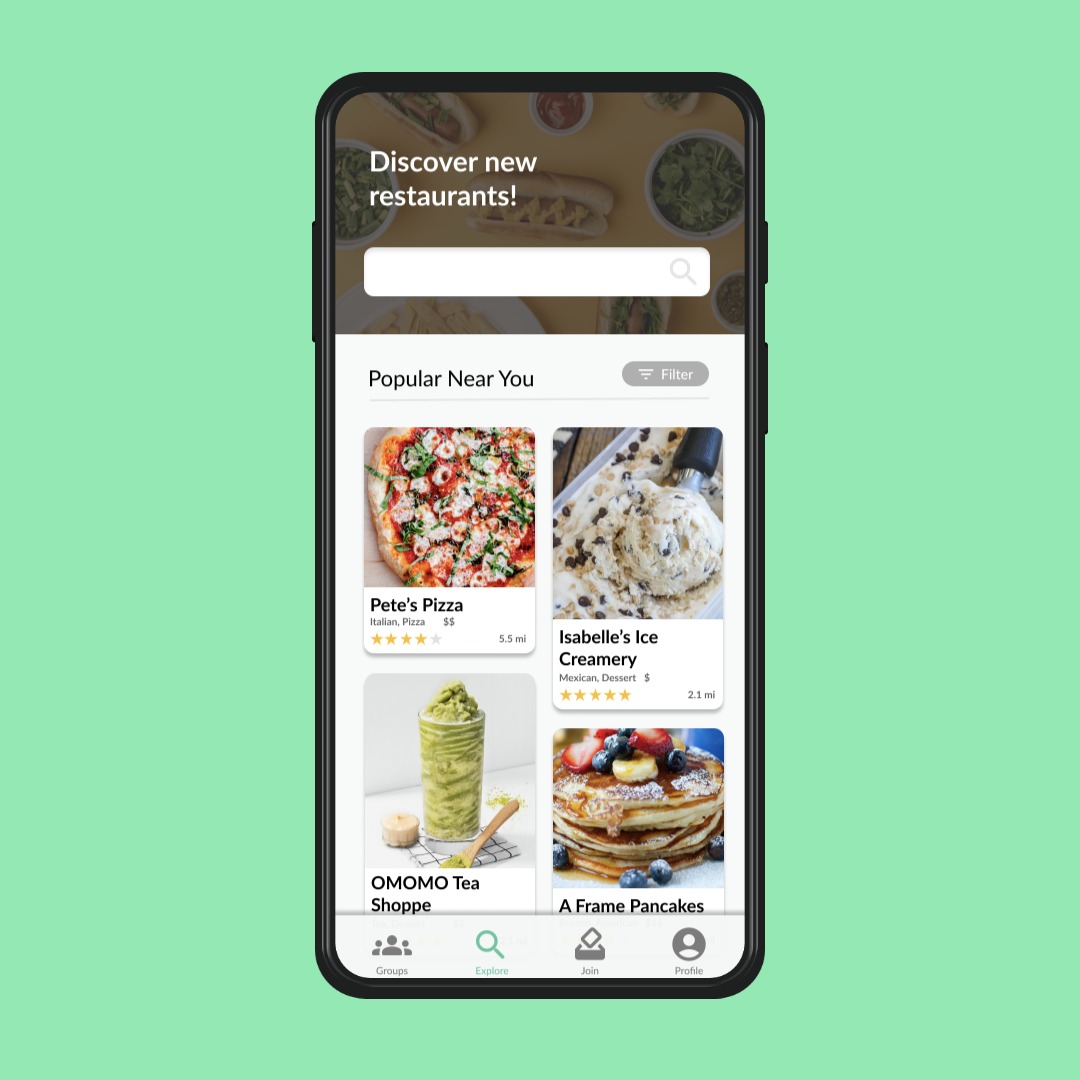 Discover new
restaurants!
Popular Near You
Filter
Pete's Pizza
Italian, Pizza $$
5.5 mi
Isabelle's Ice
Creamery
Mexican, Dessert $
2.1 mi
OMOMO Tea
Shoppe
A Frame Pancakes
Groups
Explore
Join
Profile